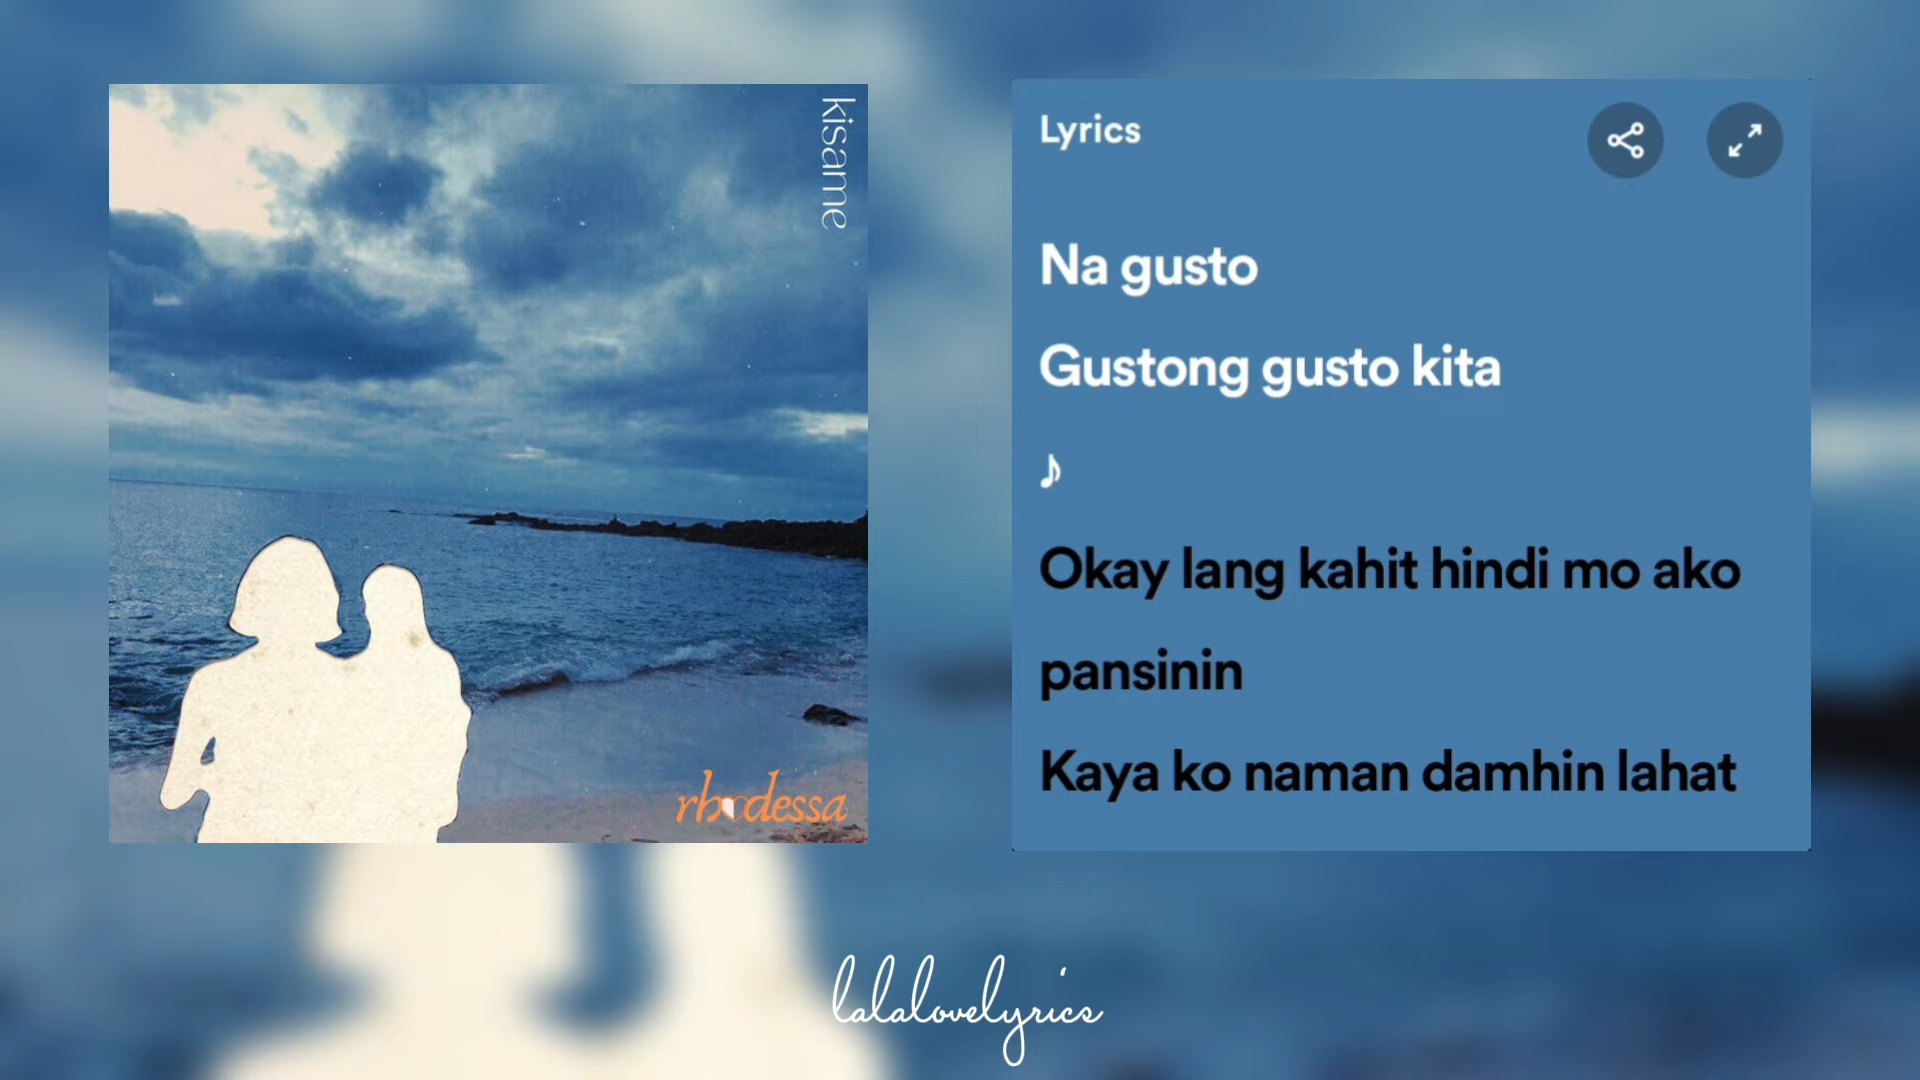 kisame
rhodessa
Lyrics
Na gusto
Gustong gusto kita
♪
Okay lang kahit hindi mo ako
pansinin
Kaya ko naman damhin lahat
lalalovelyrics